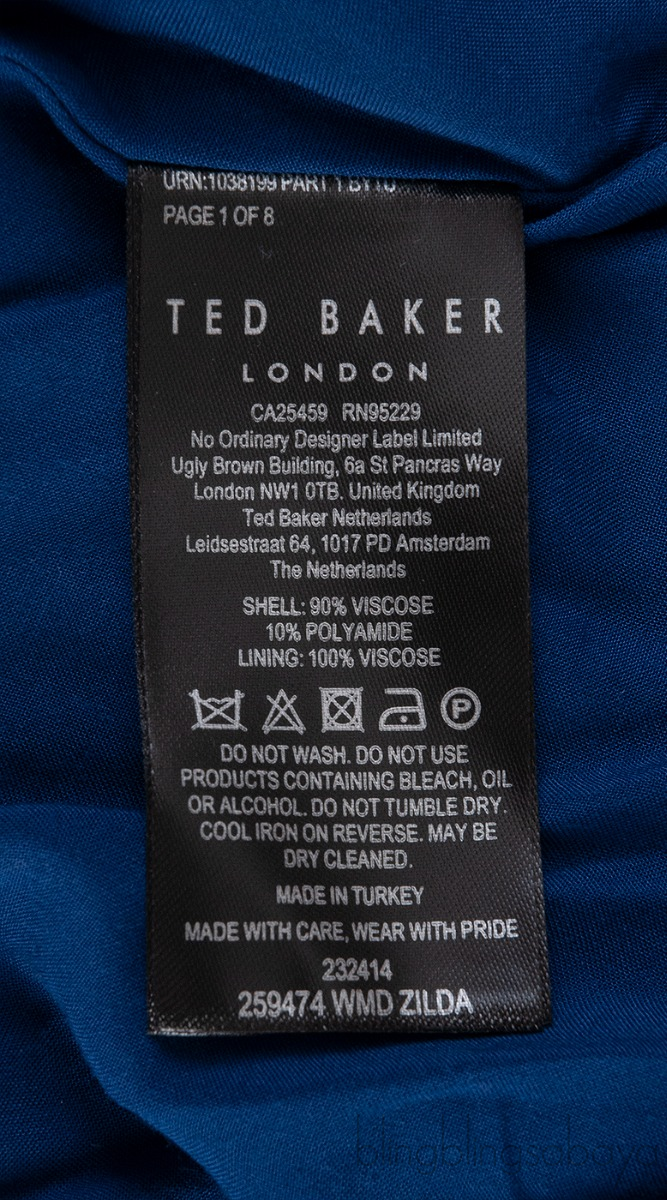 URN:1038199 PART 1 BY 10
PAGE 1 OF 8
TED BAKER
LONDON
CA25459 RN95229
No Ordinary Designer Label Limited
Ugly Brown Building, 6a St Pancras Way
London NW1 0TB. United Kingdom
Ted Baker Netherlands
Leidsestraat 64, 1017 PD Amsterdam
The Netherlands
SHELL: 90% VISCOSE
10% POLYAMIDE
LINING: 100% VISCOSE
P
DO NOT WASH. DO NOT USE
PRODUCTS CONTAINING BLEACH, OIL
OR ALCOHOL. DO NOT TUMBLE DRY.
COOL IRON ON REVERSE. MAY BE
DRY CLEANED.
MADE IN TURKEY
MADE WITH CARE, WEAR WITH PRIDE
232414
259474 WMD ZILDA